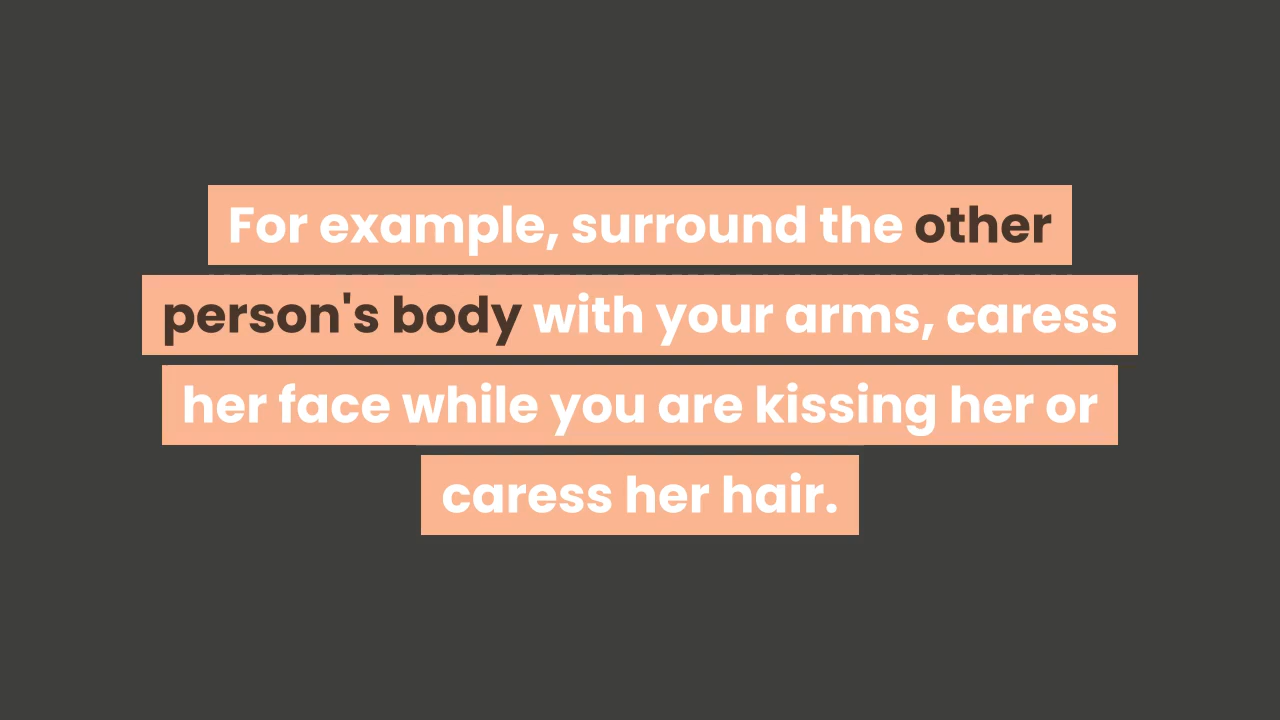 For example, surround the other
person's body with your arms, caress
her face while you are kissing her or
caress her hair.